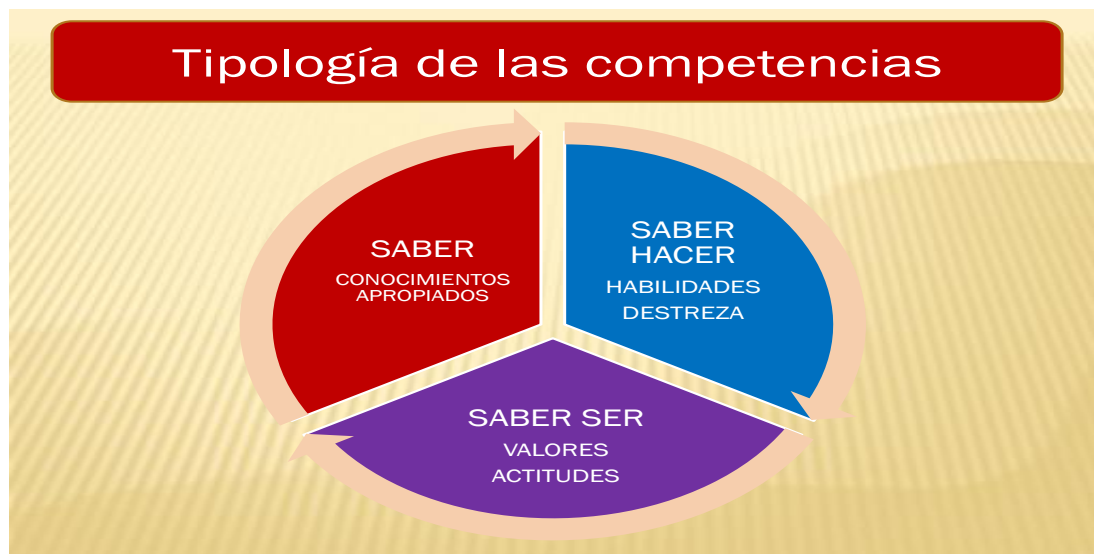 Tipología de las competencias
SABER
CONOCIMIENTOS
APROPIADOS
SABER
HACER
HABILIDADES
DESTREZA
SABER SER
VALORES
ACTITUDES